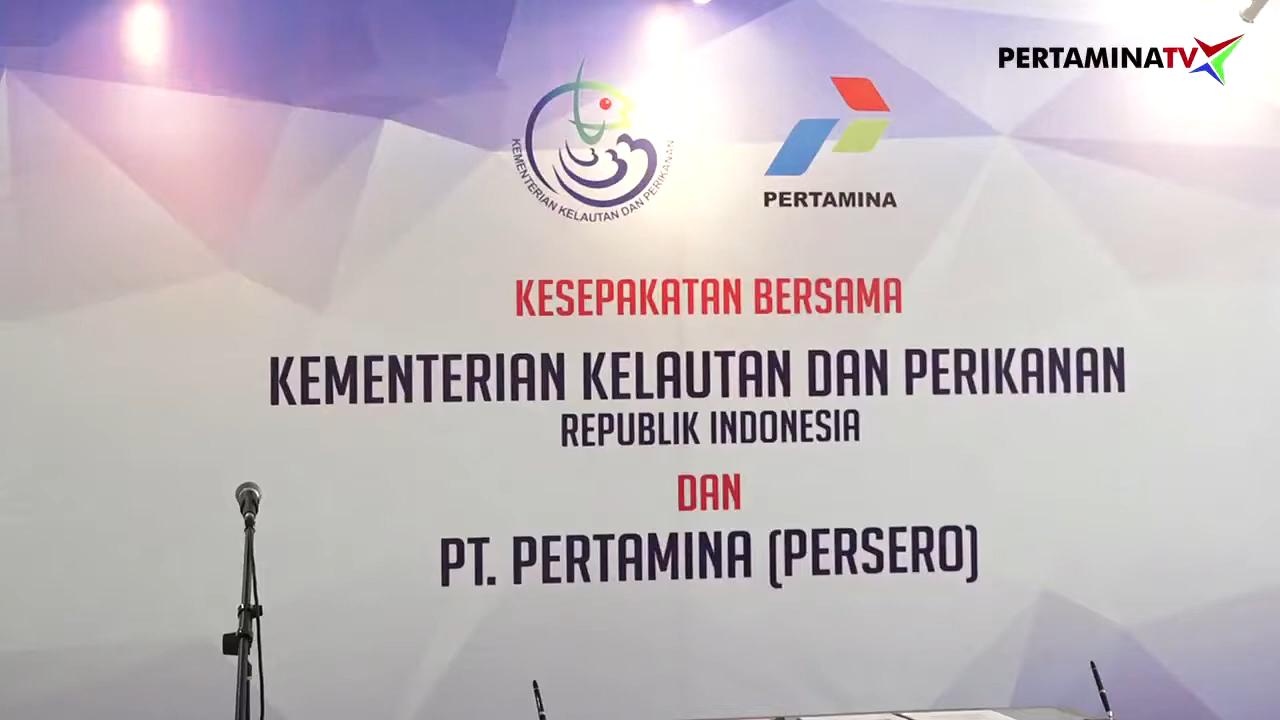 PERTAMINATV
KEMENTERIAN KELAUTAN DAN PERIKANAN
PERTAMINA
KESEPAKATAN BERSAMA
KEMENTERIAN KELAUTAN DAN PERIKANAN
REPUBLIK INDONESIA
DAN
PT. PERTAMINA (PERSERO)